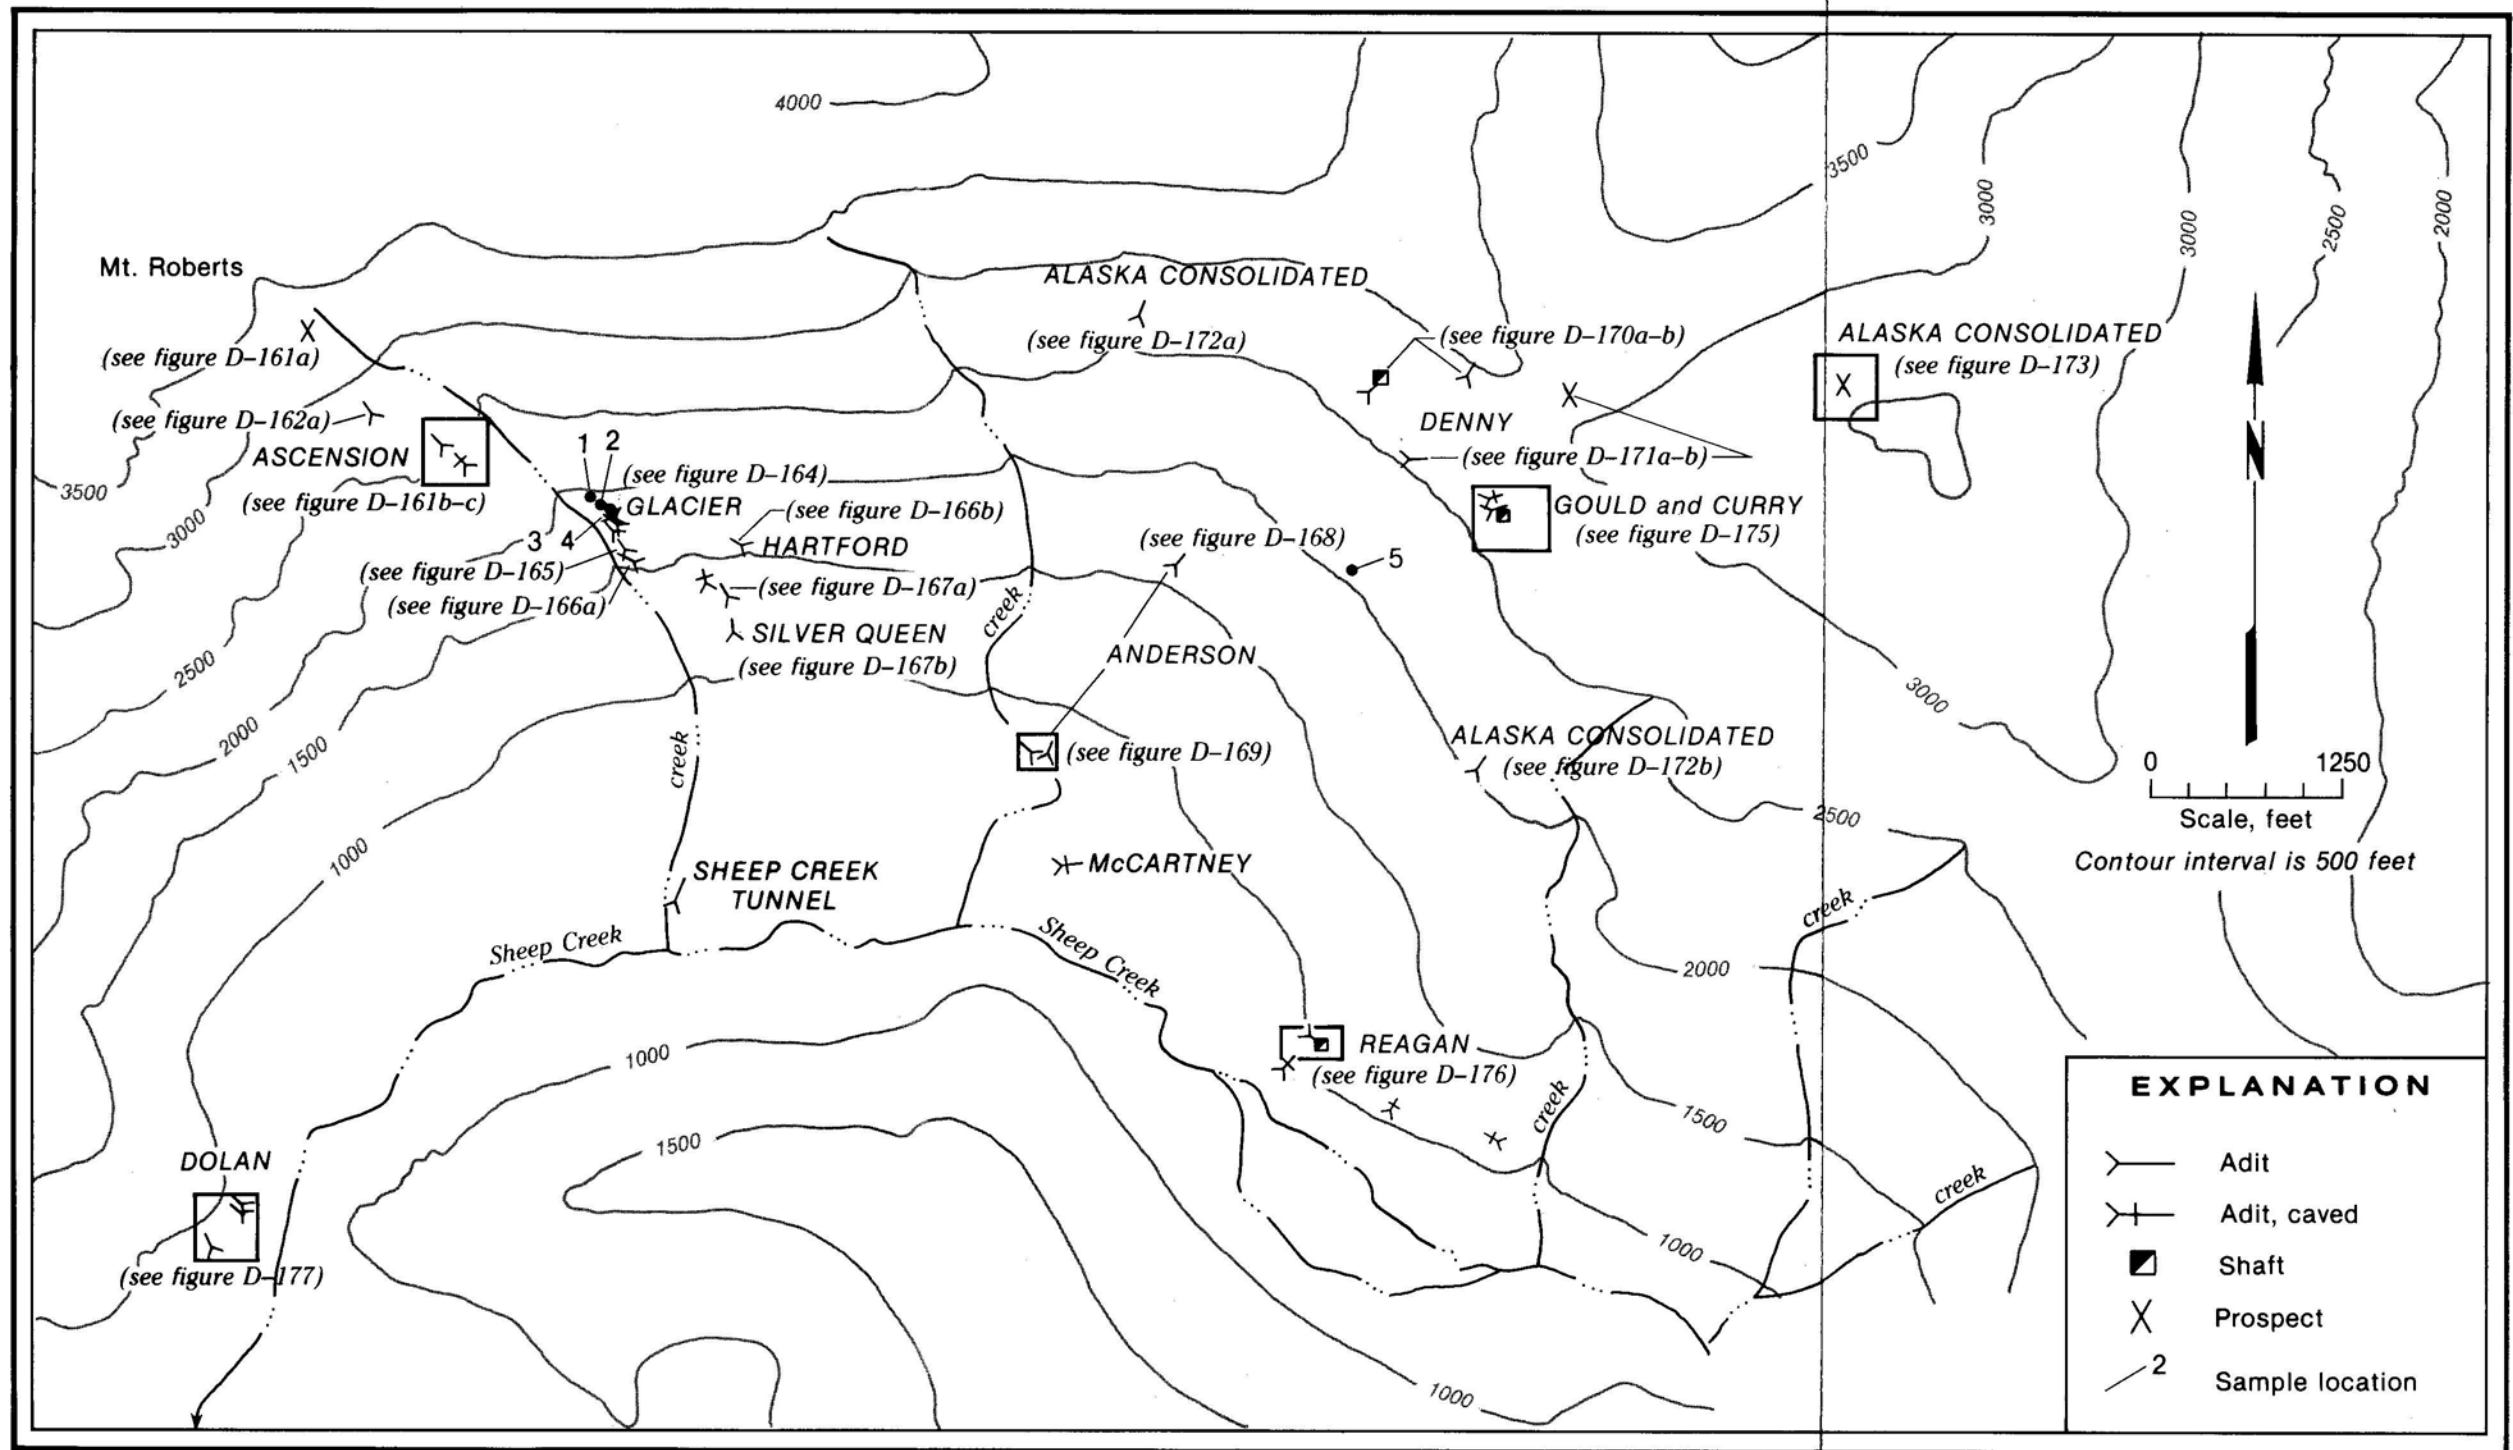 4000
3500
3000
3000
2500
2000
Mt. Roberts
ALASKA CONSOLIDATED
(see figure D-172a)
(see figure D-170a-b)
ALASKA CONSOLIDATED
(see figure D-173)
(see figure D-161a)
(see figure D-162a)
ASCENSION
(see figure D-161b-c)
DENNY
(see figure D-171a-b)
1 2
(see figure D-164)
GLACIER
(see figure D-166b)
GOULD and CURRY
(see figure D-175)
3500
3000
3 4
HARTFORD
(see figure D-168)
5
(see figure D-165)
(see figure D-166a)
(see figure D-167a)
creek
SILVER QUEEN
(see figure D-167b)
ANDERSON
2500
2000
1500
3000
N
creek
(see figure D-169)
ALASKA CONSOLIDATED
(see figure D-172b)
0 1250
Scale, feet
Contour interval is 500 feet
2500
1000
SHEEP CREEK
TUNNEL
McCARTNEY
creek
Sheep Creek
Sheep Creek
2000
1000
REAGAN
(see figure D-176)
creek
1500
1500
DOLAN
(see figure D-177)
creek
1000
1000
EXPLANATION
Adit
Adit, caved
Shaft
Prospect
2
Sample location